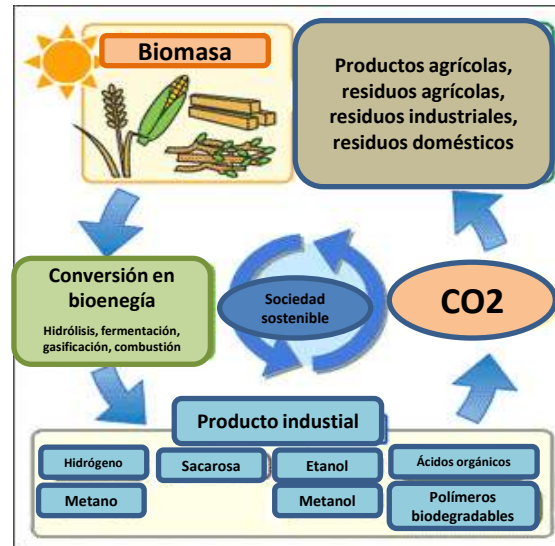 Biomasa
Productos agrícolas,
residuos agrícolas,
residuos industriales,
residuos domésticos
Conversión en
bioenegía
Hidrólisis, fermentación,
gasificación, combustión
Sociedad
sostenible
CO2
Producto industial
Hidrógeno
Sacarosa
Etanol
Ácidos orgánicos
Metano
Metanol
Polímeros
biodegradables